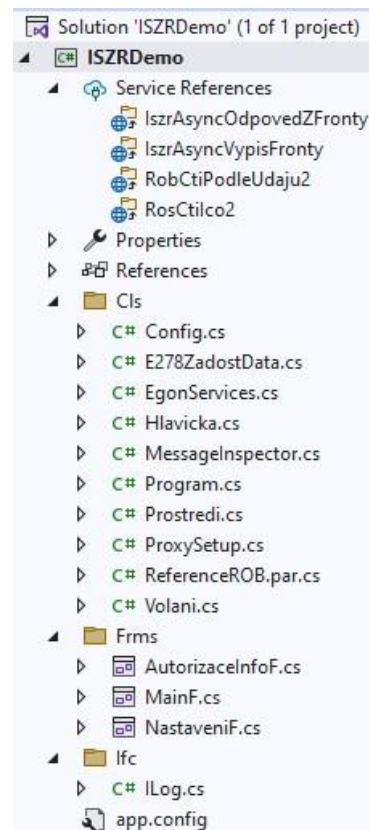 Solution 'ISZRDemo' (1 of 1 project)
C# ISZRDemo
Service References
IszrAsyncOdpovedZFronty
IszrAsyncVypisFronty
RobCtiPodleUdaju2
RosCtiIco2
Properties
References
Cls
C# Config.cs
C# E278ZadostData.cs
C# EgonServices.cs
C# Hlavicka.cs
C# MessageInspector.cs
C# Program.cs
C# Prostredi.cs
C# ProxySetup.cs
C# ReferenceROB.par.cs
C# Volani.cs
Frms
AutorizaceInfoF.cs
MainF.cs
NastaveniF.cs
Ifc
C# ILog.cs
app.config